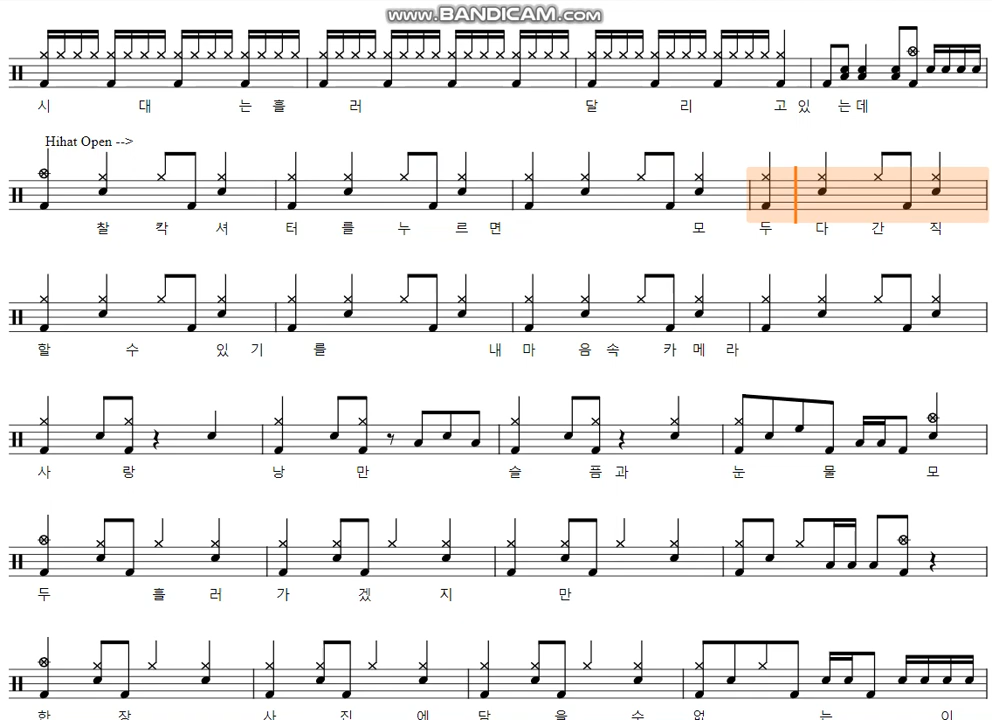 www.BANDICAM.com
시 대 는 흘 러 달 리 고 있 는 데
Hihat Open -->
찰 칵 셔 터 를 누 르 면 모 두 다 간 직
할 수 있 기 를 내 마 음 속 카 메 라
사 랑 낭 만 슬 픔 과 눈 물 모
두 흘 러 가 겠 지 만
한 장 사 진 에 담 을 수 없 는 이